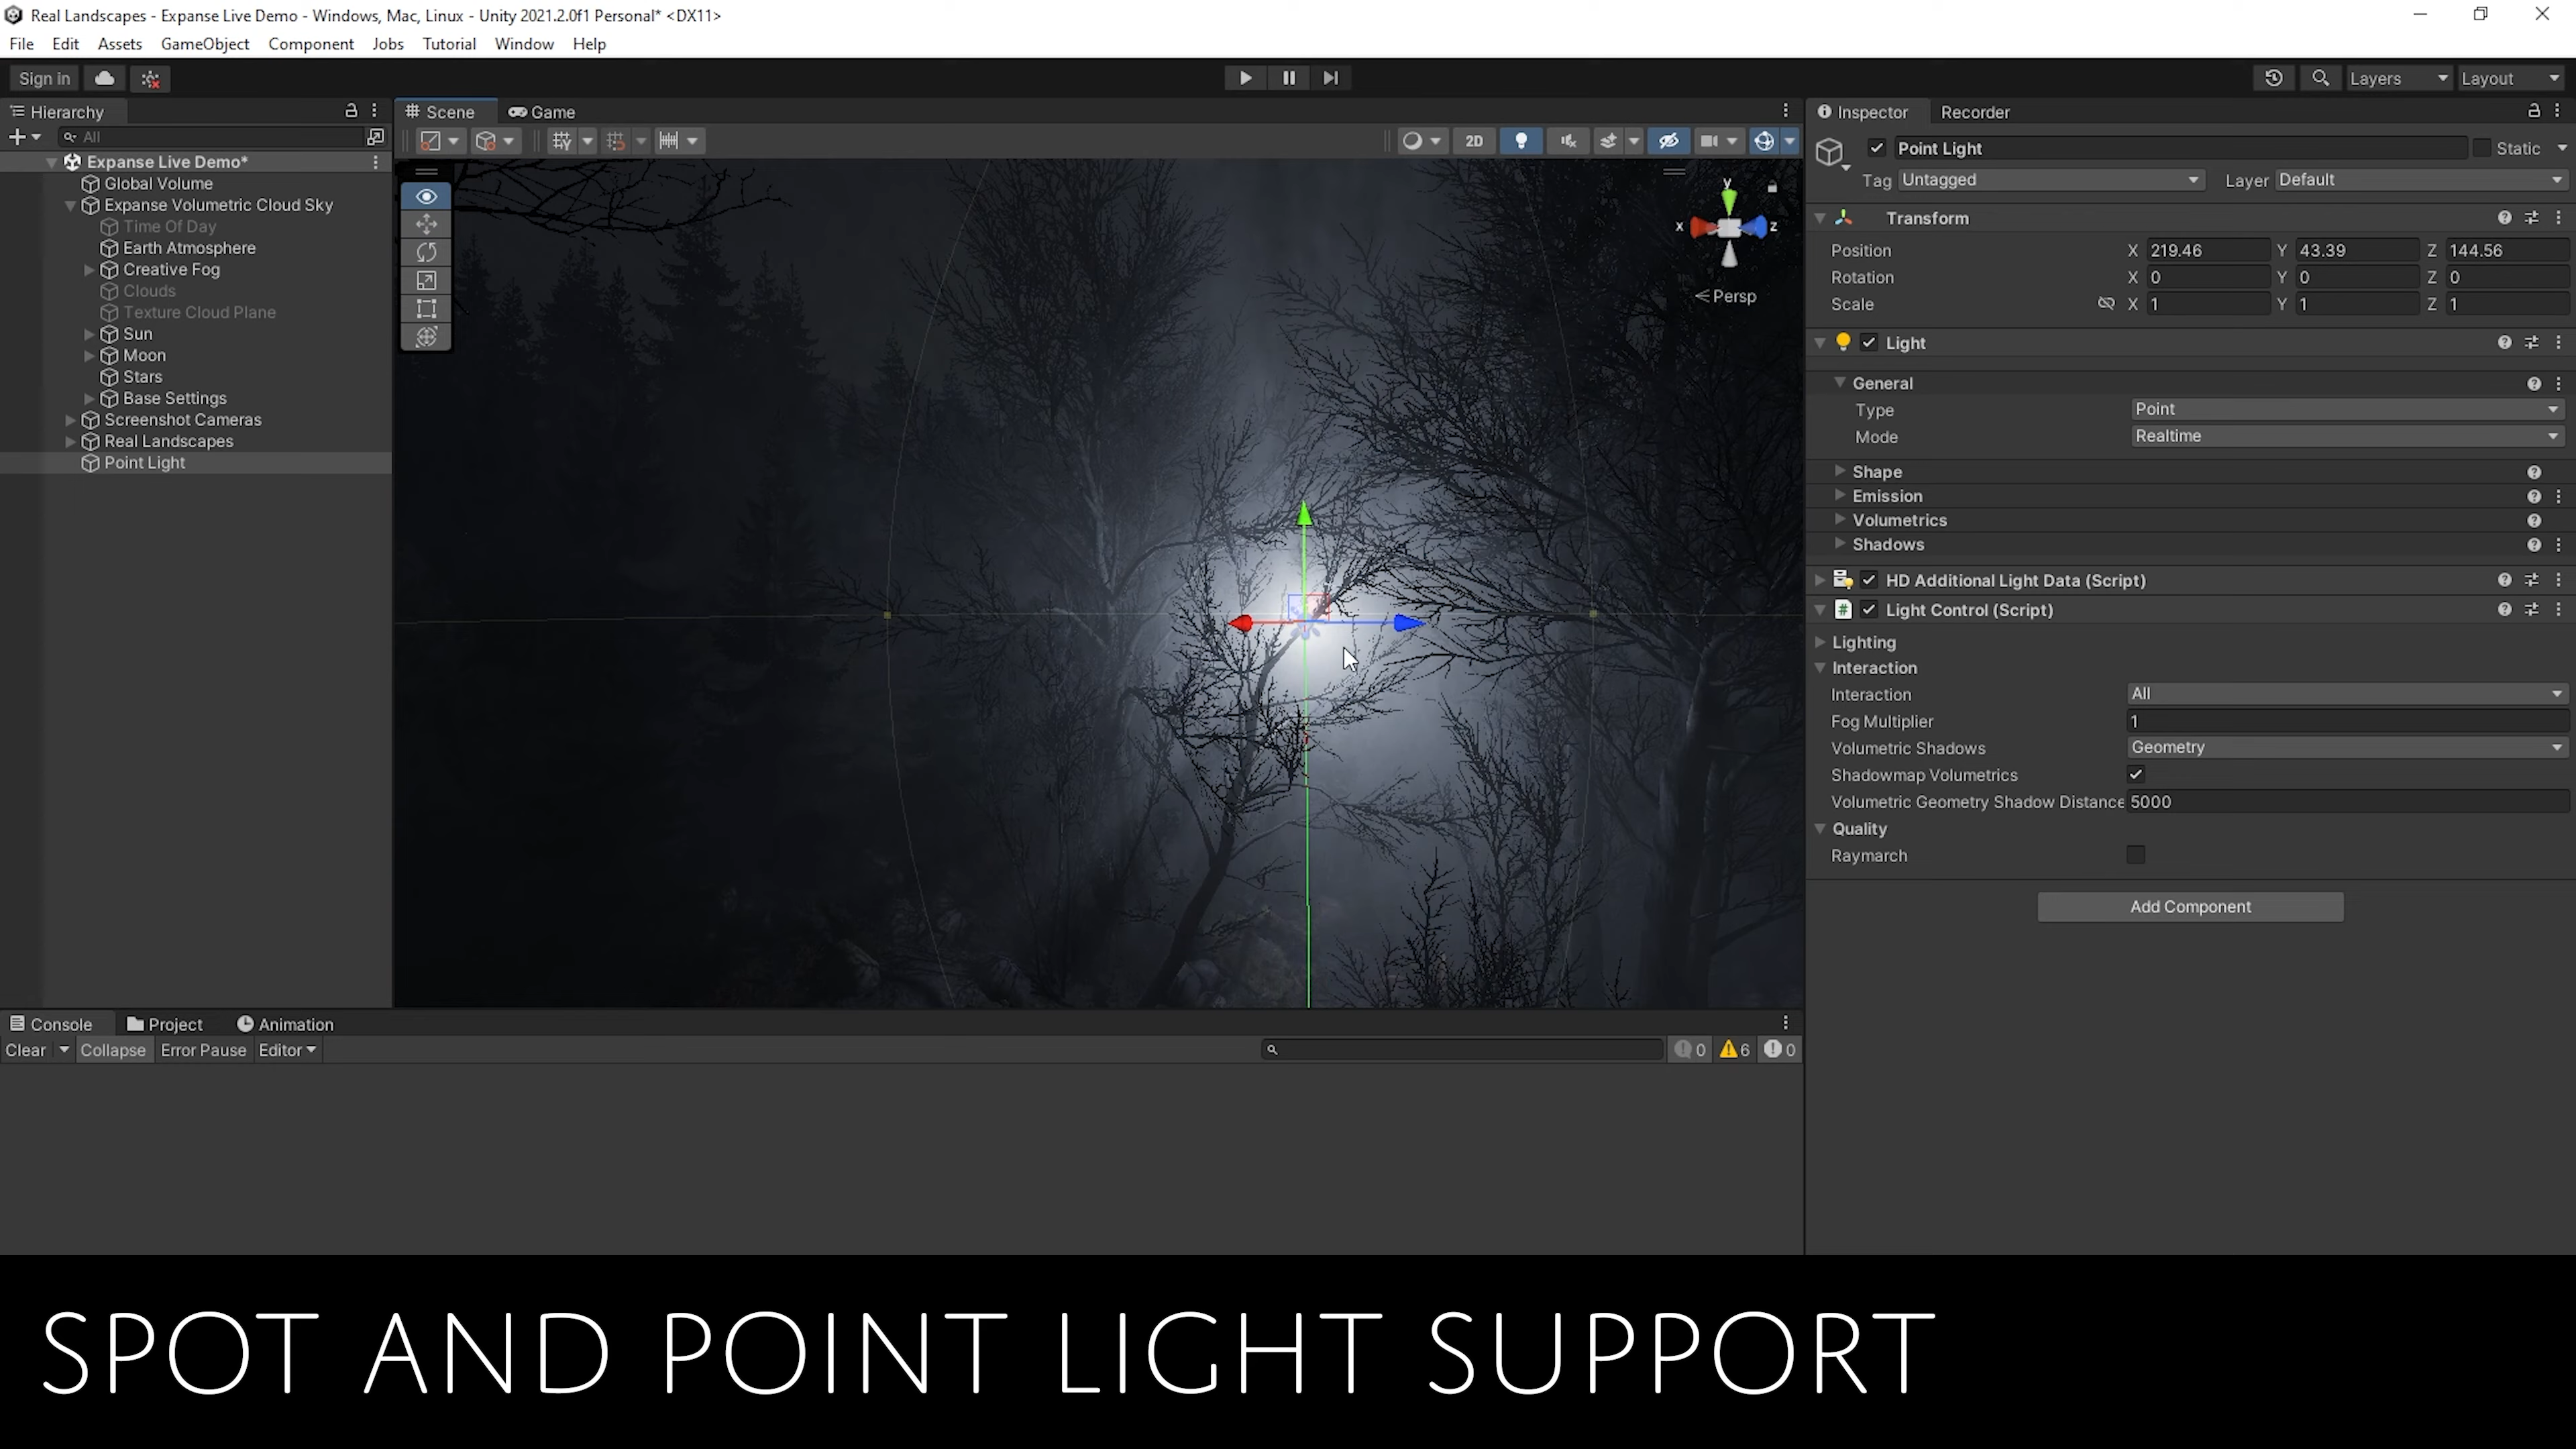 Real Landscapes - Expanse Live Demo - Windows, Mac, Linux - Unity 2021.2.0f1 Personal* <DX11>
File Edit Assets GameObject Component Jobs Tutorial Window Help
Sign in Layers Layout
Hierarchy
All
Expanse Live Demo*
Global Volume
Expanse Volumetric Cloud Sky
Time Of Day
Earth Atmosphere
Creative Fog
Clouds
Texture Cloud Plane
Sun
Moon
Stars
Base Settings
Screenshot Cameras
Real Landscapes
Point Light
Scene Game
2D
y
x z
Persp
Inspector Recorder
Point Light Static
Tag Untagged Layer Default
Transform
Position X 219.46 Y 43.39 Z 144.56
Rotation X 0 Y 0 Z 0
Scale X 1 Y 1 Z 1
Light
General
Type Point
Mode Realtime
Shape
Emission
Volumetrics
Shadows
HD Additional Light Data (Script)
# Light Control (Script)
Lighting
Interaction
Interaction All
Fog Multiplier 1
Volumetric Shadows Geometry
Shadowmap Volumetrics
Volumetric Geometry Shadow Distance 5000
Quality
Raymarch
Add Component
Console Project Animation
Clear Collapse Error Pause Editor 0 6 0
SPOT AND POINT LIGHT SUPPORT